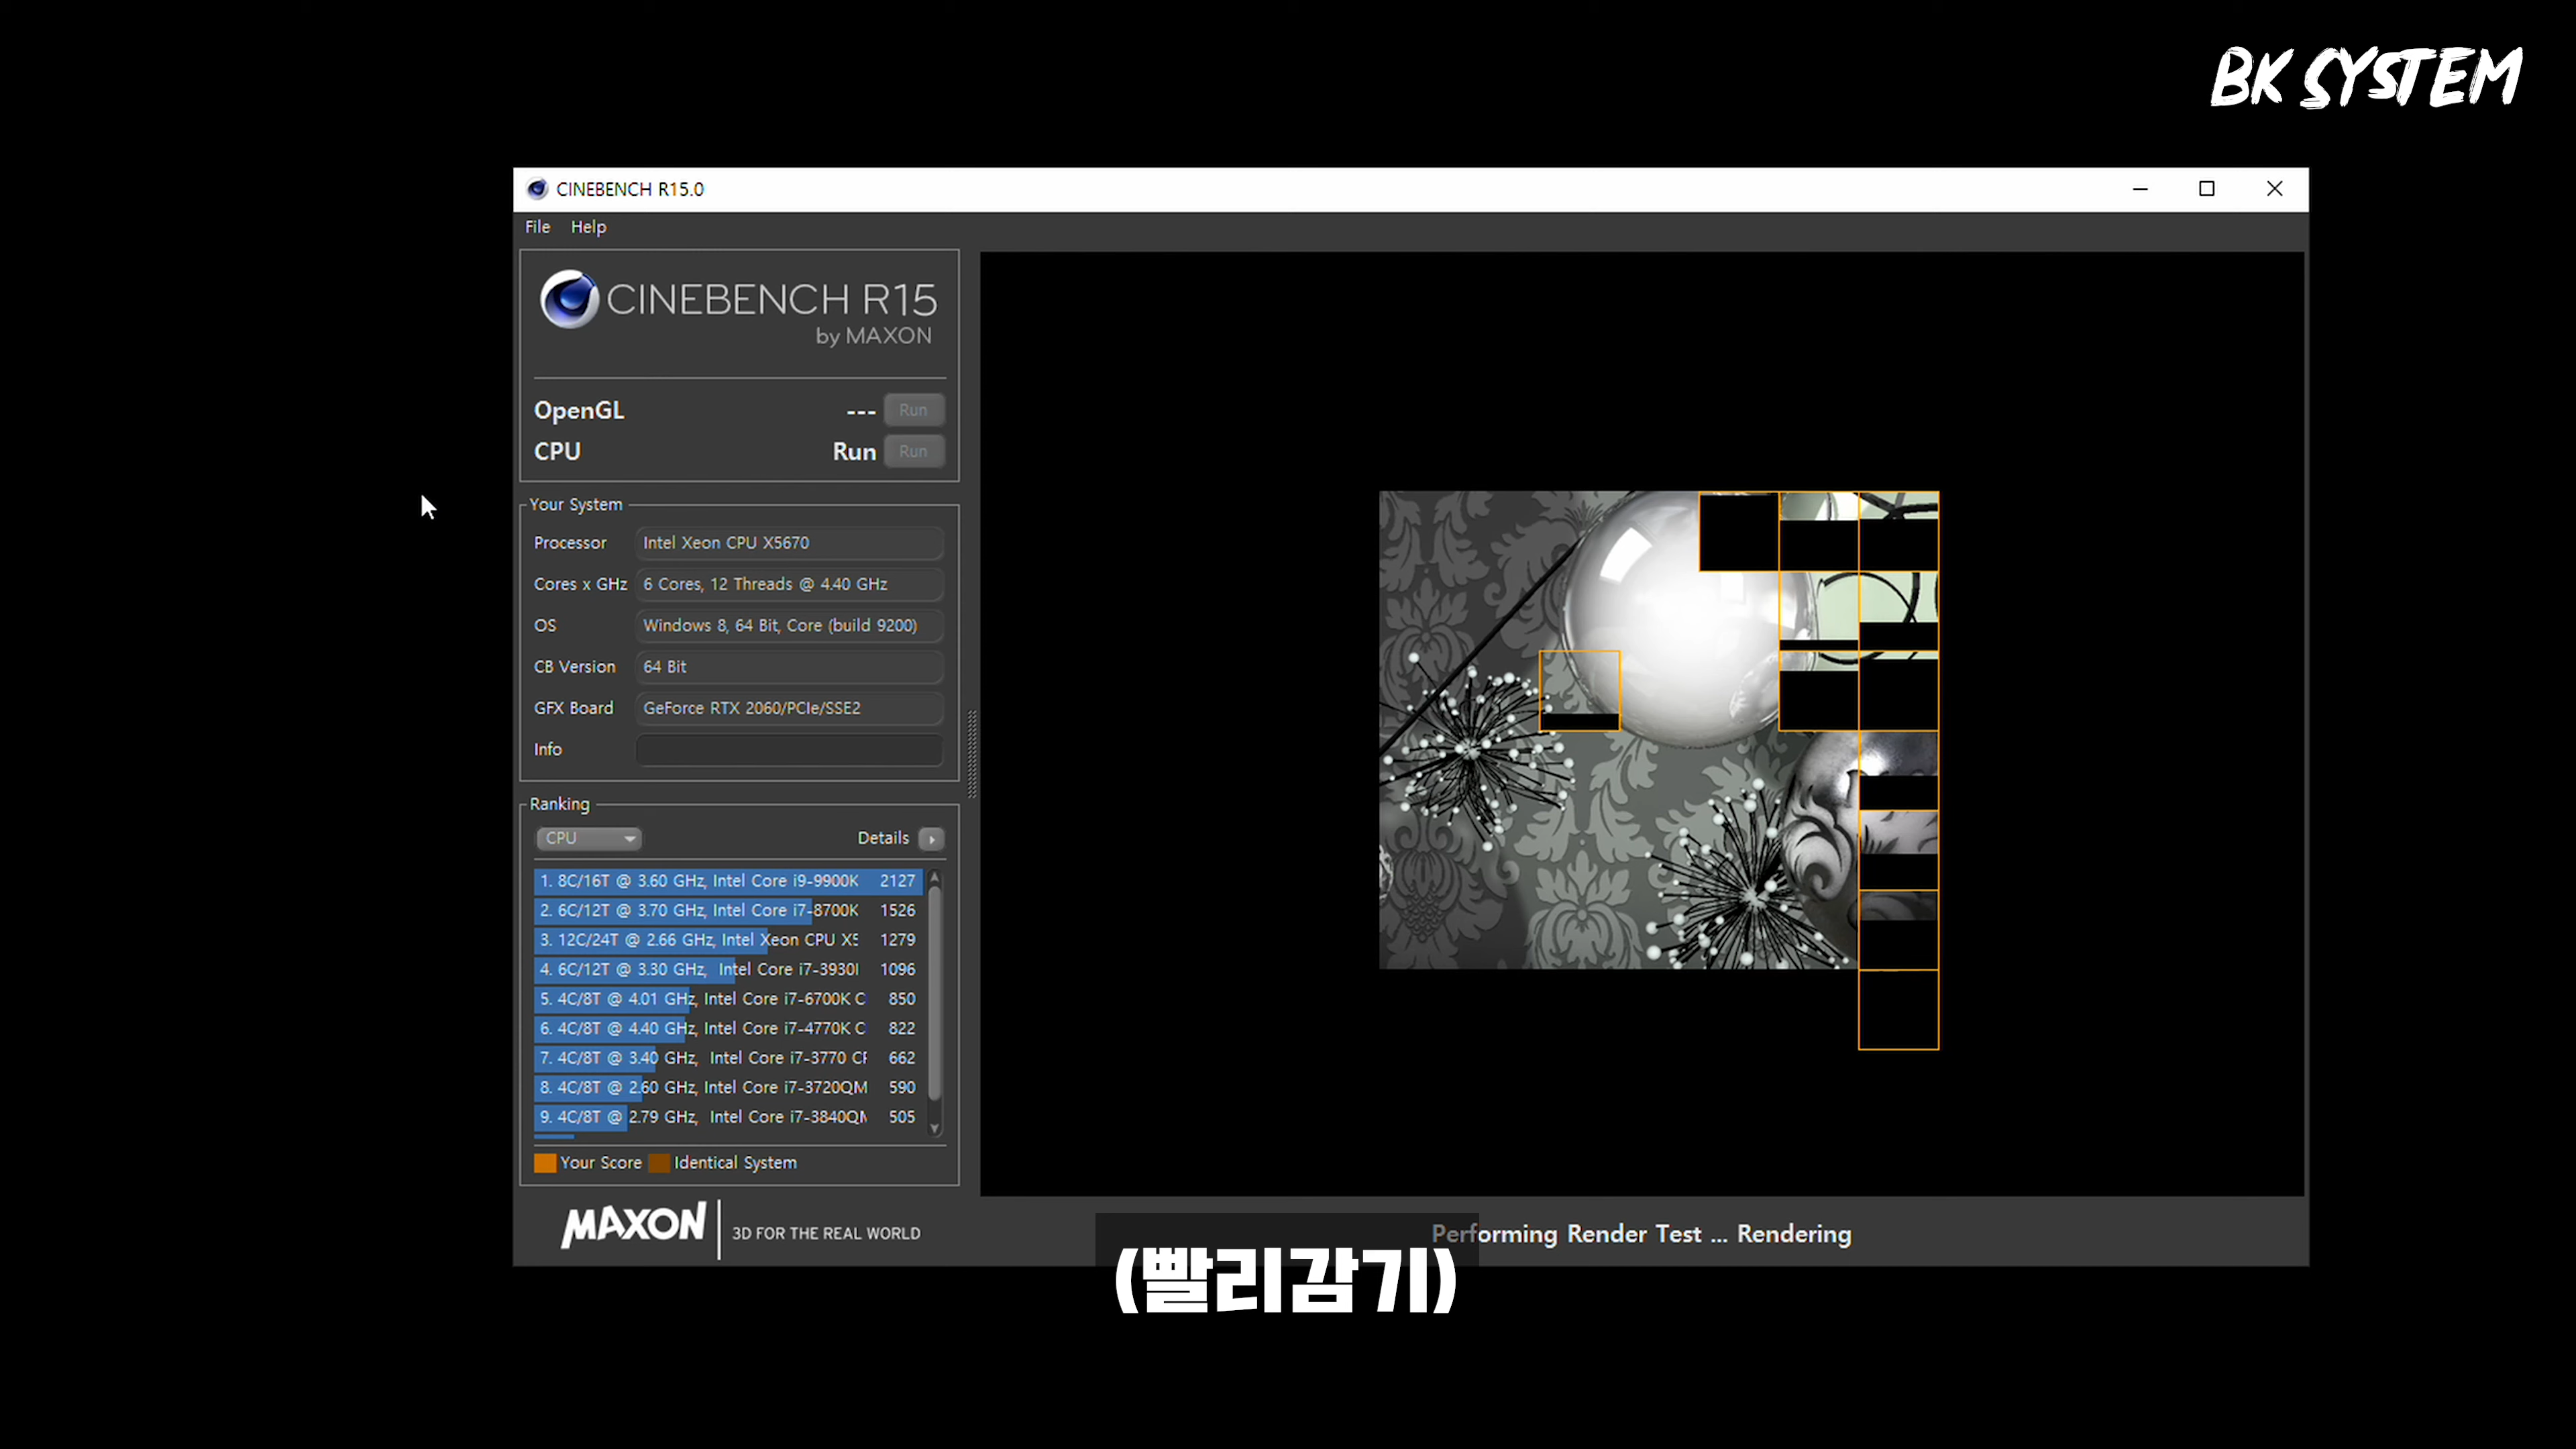 BK SYSTEM
CINEBENCH R15.0
File Help
CINEBENCH R15
by MAXON
OpenGL --- Run
CPU Run Run
Your System
Processor Intel Xeon CPU X5670
Cores x GHz 6 Cores, 12 Threads @ 4.40 GHz
OS Windows 8, 64 Bit, Core (build 9200)
CB Version 64 Bit
GFX Board GeForce RTX 2060/PCIe/SSE2
Info
Ranking
CPU Details
1. 8C/16T @ 3.60 GHz, Intel Core i9-9900K 2127
2. 6C/12T @ 3.70 GHz, Intel Core i7-8700K 1526
3. 12C/24T @ 2.66 GHz, Intel Xeon CPU X5 1279
4. 6C/12T @ 3.30 GHz, Intel Core i7-3930 1096
5. 4C/8T @ 4.01 GHz, Intel Core i7-6700K C 850
6. 4C/8T @ 4.40 GHz, Intel Core i7-4770K C 822
7. 4C/8T @ 3.40 GHz, Intel Core i7-3770 CP 662
8. 4C/8T @ 2.60 GHz, Intel Core i7-3720QM 590
9. 4C/8T @ 2.79 GHz, Intel Core i7-3840QM 505
Your Score Identical System
MAXON 3D FOR THE REAL WORLD
Performing Render Test ... Rendering
(빨리감기)